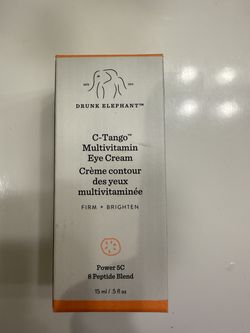 DRUNK ELEPHANT™
C-Tango™
Multivitamin
Eye Cream
Crème contour
des yeux
multivitaminée
FIRM + BRIGHTEN
Power 5C
8 Peptide Blend
15 ml / .5 fl oz